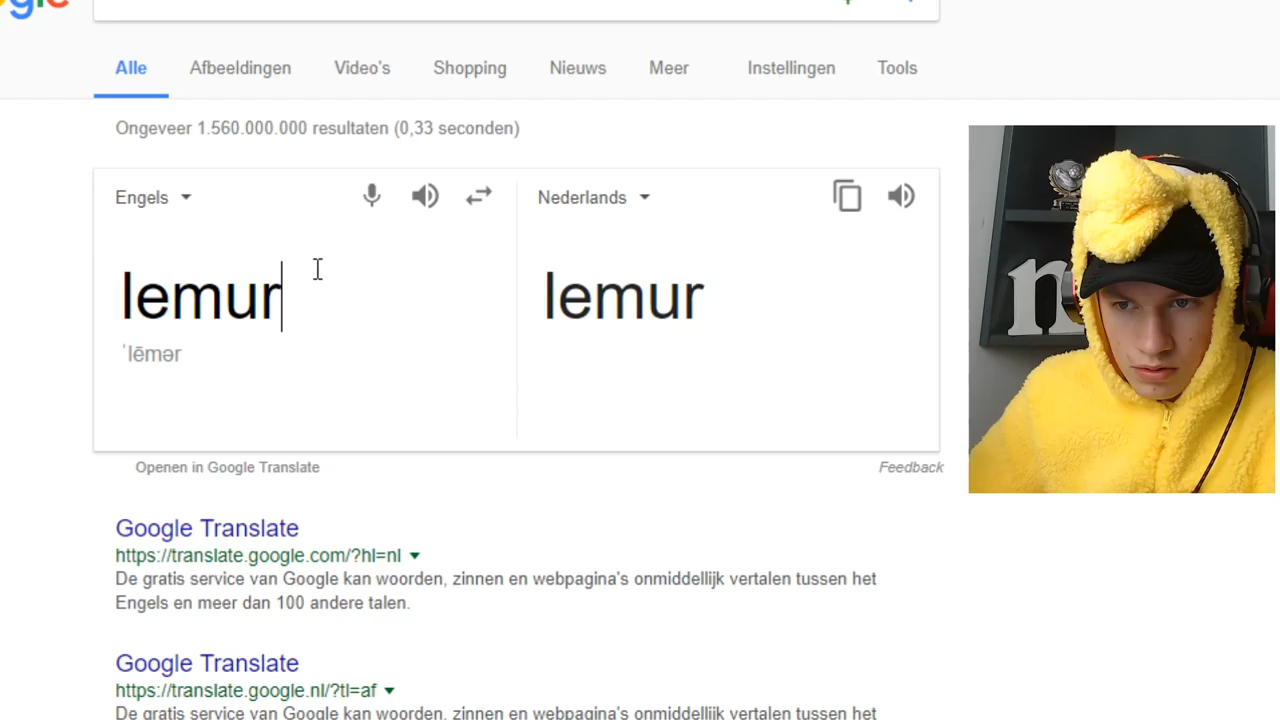 Alle Afbeeldingen Video's Shopping Nieuws Meer Instellingen Tools
Ongeveer 1.560.000.000 resultaten (0,33 seconden)
Engels Nederlands
lemur lemur
ˈlēmər
Openen in Google Translate Feedback
Google Translate
https://translate.google.com/?hl=nl
De gratis service van Google kan woorden, zinnen en webpagina's onmiddellijk vertalen tussen het
Engels en meer dan 100 andere talen.
Google Translate
https://translate.google.nl/?tl=af
De gratis service van Google kan woorden, zinnen en webpagina's onmiddellijk vertalen tussen het